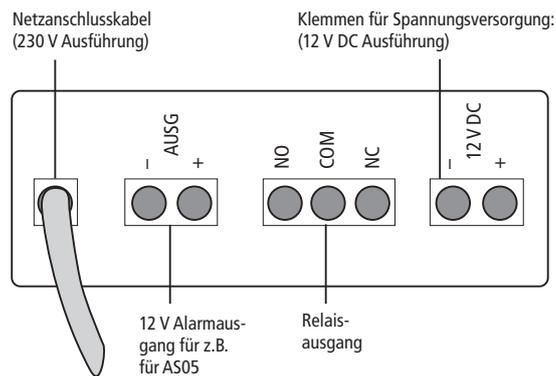 Netzanschlusskabel
(230 V Ausführung)
Klemmen für Spannungsversorgung:
(12 V DC Ausführung)
– AUSG +
NO
COM
NC
– 12 V DC +
12 V Alarmaus-
gang für z.B.
für AS05
Relais-
ausgang